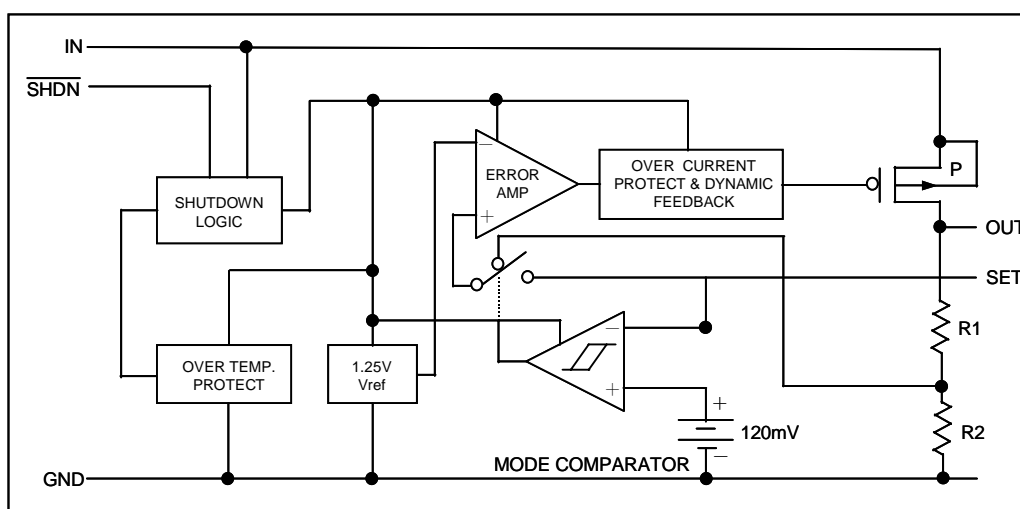 IN
SHDN
SHUTDOWN
LOGIC
−
ERROR
AMP
+
OVER CURRENT
PROTECT & DYNAMIC
FEEDBACK
P
OUT
SET
OVER TEMP.
PROTECT
1.25V
Vref
−
+
R1
+
120mV
−
R2
MODE COMPARATOR
GND